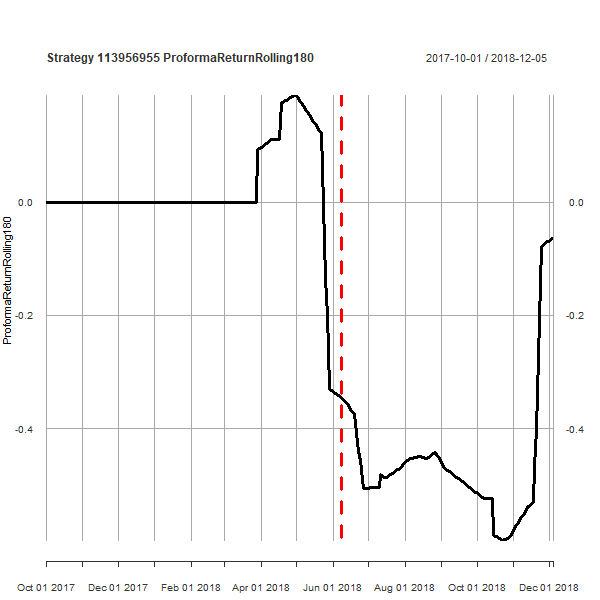 Strategy 113956955 ProformaReturnRolling180
2017-10-01 / 2018-12-05
ProformaReturnRolling180
0.0
-0.2
-0.4
0.0
-0.2
-0.4
Oct 01 2017
Dec 01 2017
Feb 01 2018
Apr 01 2018
Jun 01 2018
Aug 01 2018
Oct 01 2018
Dec 01 2018